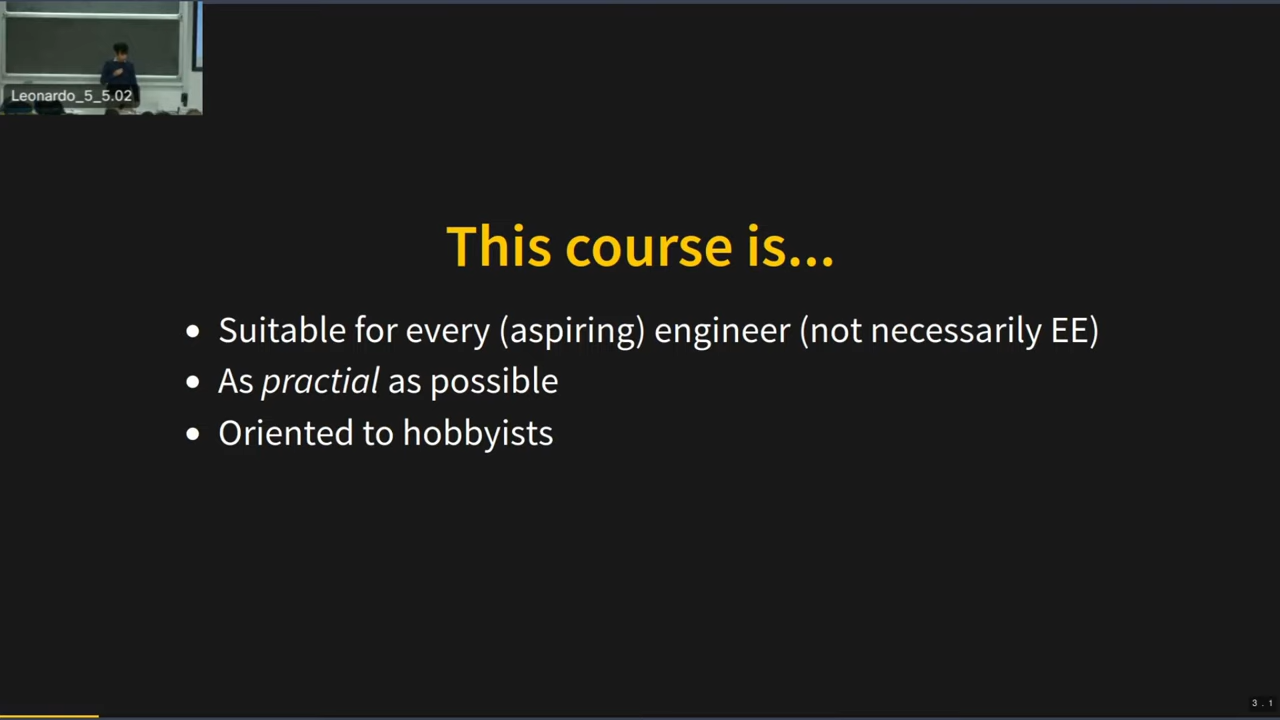 Leonardo_5_5.02
This course is...
• Suitable for every (aspiring) engineer (not necessarily EE)
• As practial as possible
• Oriented to hobbyists
3 . 1